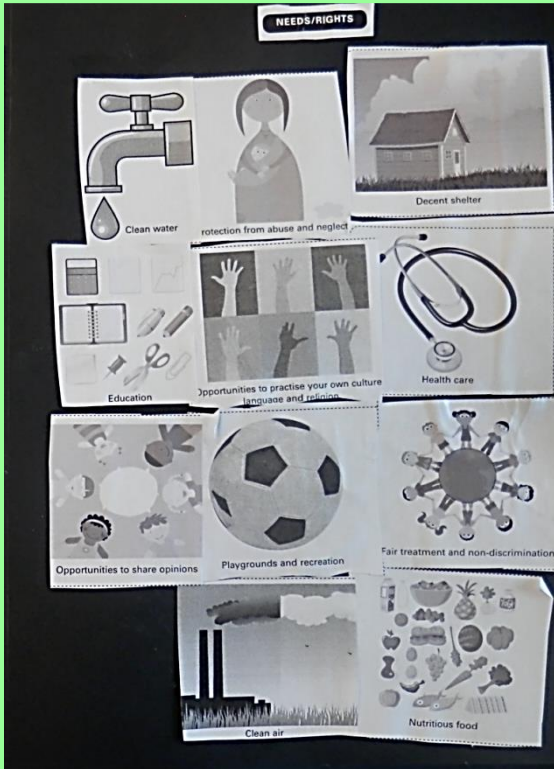 NEEDS/RIGHTS
Clean water
rotection from abuse and neglect
Decent shelter
Education
Opportunities to practise your own culture
language and religion
Health care
Opportunities to share opinions
Playgrounds and recreation
Fair treatment and non-discrimination
Clean air
Nutritious food